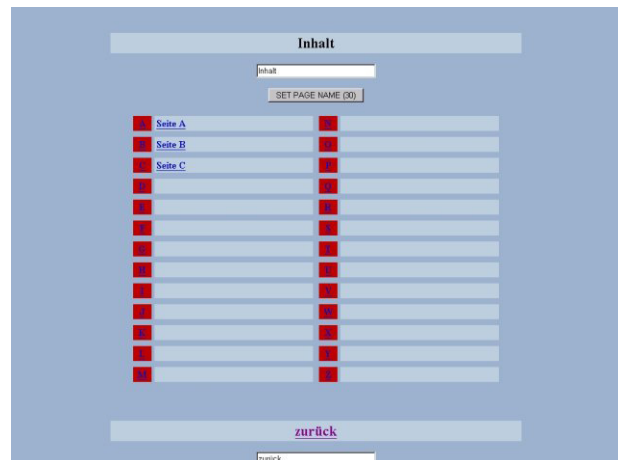 Inhalt
Inhalt
SET PAGE NAME (30)
A Seite A
B Seite B
C Seite C
D Q
J V
W
K X
M Z
zurück
zurück